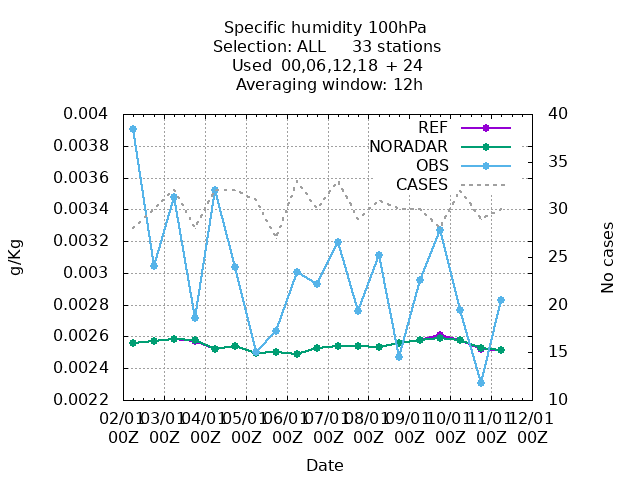 Specific humidity 100hPa
Selection: ALL 33 stations
Used 00,06,12,18 + 24
Averaging window: 12h
REF
NORADAR
OBS
CASES
0.004
0.0038
0.0036
0.0034
0.0032
0.003
0.0028
0.0026
0.0024
0.0022
g/Kg
40
35
30
25
20
15
10
No cases
02/01 03/01 04/01 05/01 06/01 07/01 08/01 09/01 10/01 11/01 12/01
00Z 00Z 00Z 00Z 00Z 00Z 00Z 00Z 00Z 00Z 00Z
Date